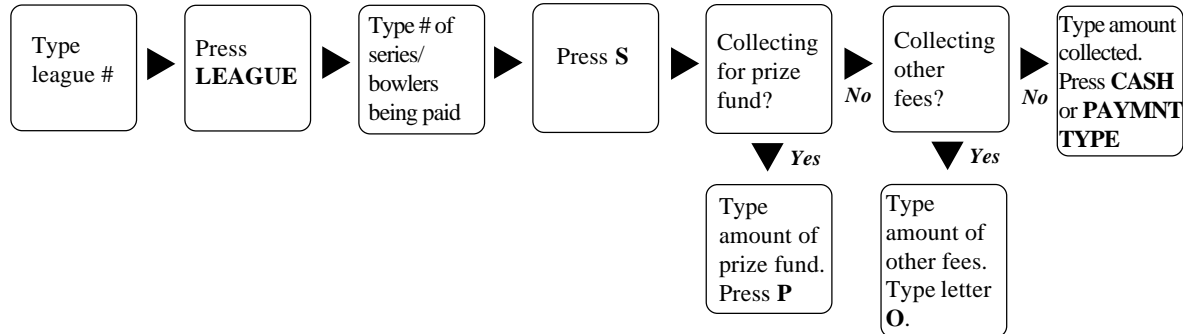 Type
league #
Press
LEAGUE
Type # of
series/
bowlers
being paid
Press S
Collecting
for prize
fund?
No
Collecting
other
fees?
No
Type amount
collected.
Press CASH
or PAYMNT
TYPE
Yes
Type
amount of
prize fund.
Press P
Yes
Type
amount of
other fees.
Type letter
O.